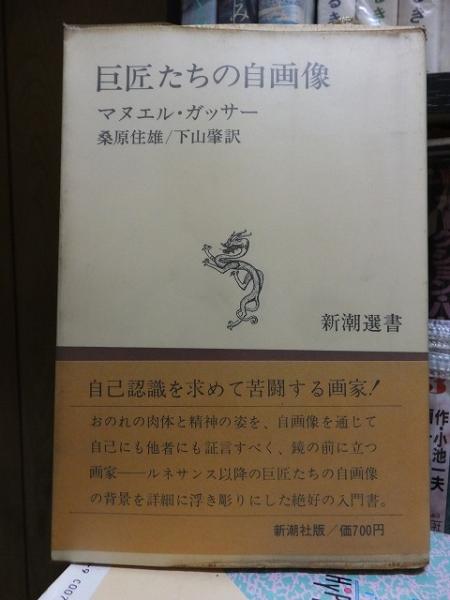 巨匠たちの自画像
マヌエル・ガッサー
桑原住雄/下山肇訳
新潮選書
自己認識を求めて苦闘する画家!
おのれの肉体と精神の姿を、自画像を通じて
自己にも他者にも証言すべく、鏡の前に立つ
画家──ルネサンス以降の巨匠たちの自画像
の背景を詳細に浮き彫りにした絶好の入門書。
新潮社版/価700円
作・小池一夫